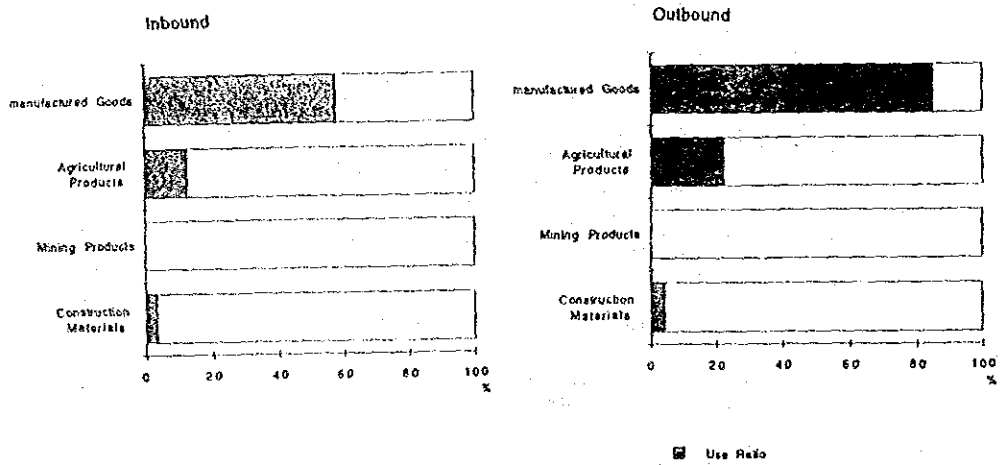 Inbound
manufactured Goods
Agricultural
Products
Mining Products
Construction
Materials
0 20 40 60 80 100
%
Outbound
manufactured Goods
Agricultural
Products
Mining Products
Construction
Materials
0 20 40 60 80 100
%
Use Ratio